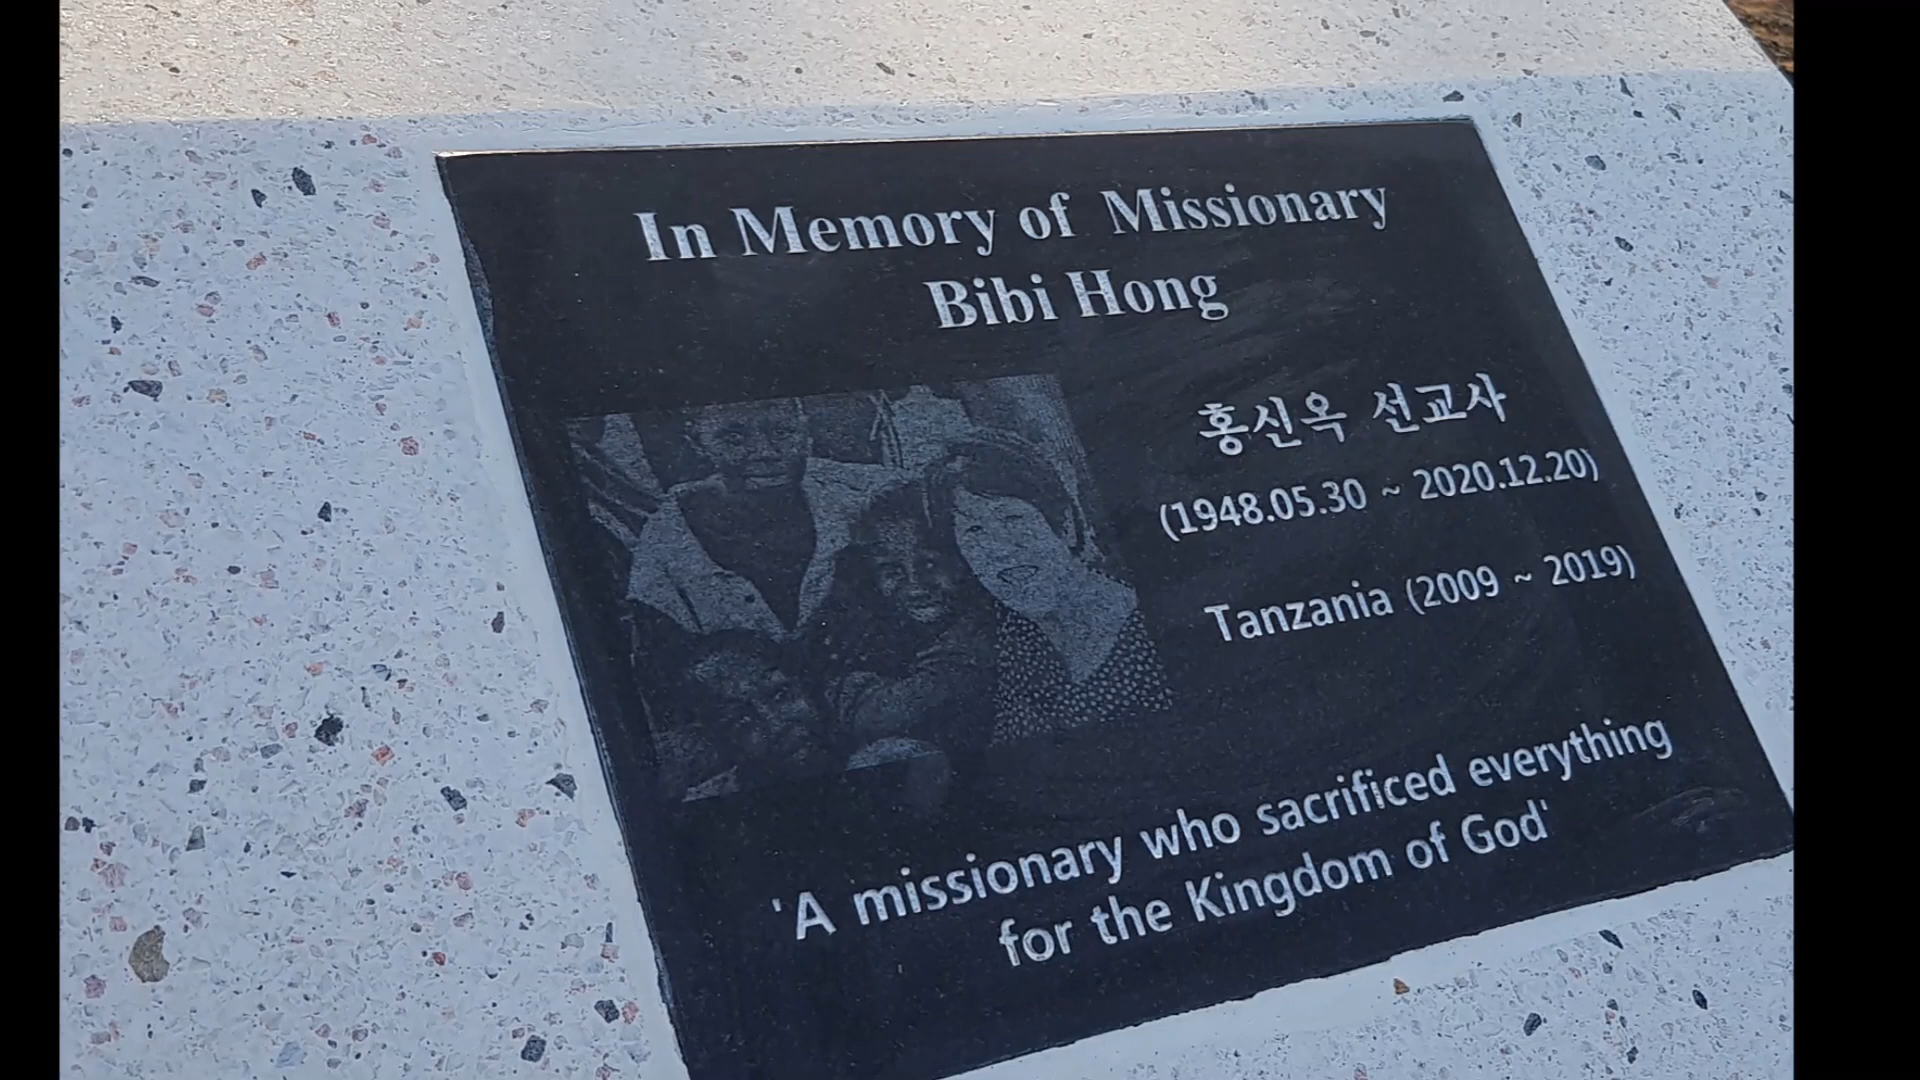 In Memory of Missionary
Bibi Hong
홍신옥 선교사
(1948.05.30 ~ 2020.12.20)
Tanzania (2009 ~ 2019)
'A missionary who sacrificed everything
for the Kingdom of God'